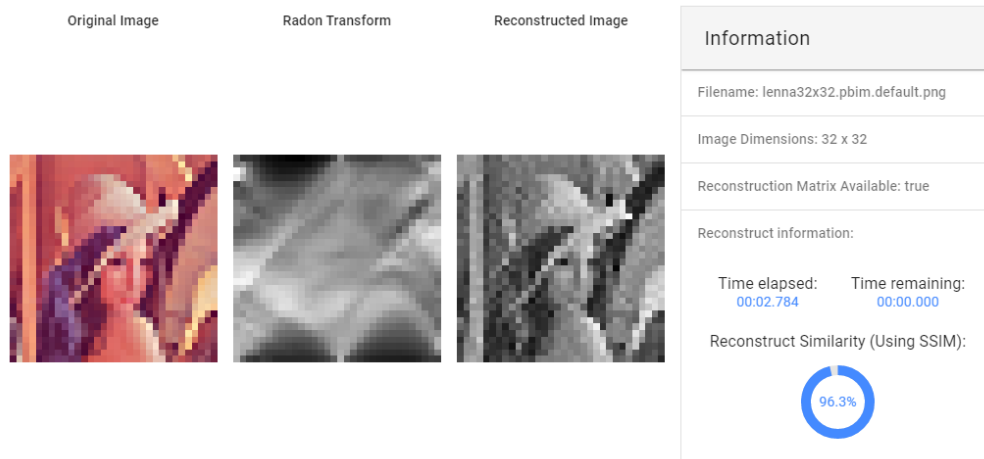 Original Image
Radon Transform
Reconstructed Image
Information
Filename: lenna32x32.pbim.default.png
Image Dimensions: 32 x 32
Reconstruction Matrix Available: true
Reconstruct information:
Time elapsed:
00:02.784
Time remaining:
00:00.000
Reconstruct Similarity (Using SSIM):
96.3%